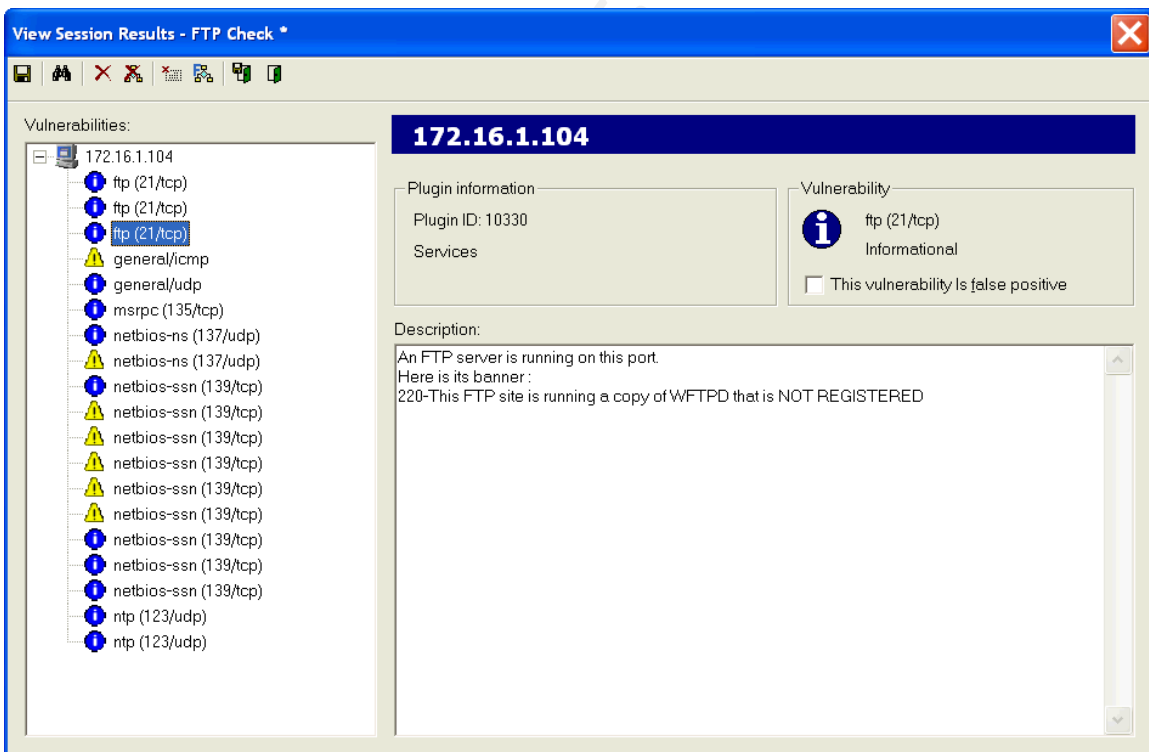 View Session Results - FTP Check *
Vulnerabilities:
172.16.1.104
ftp (21/tcp)
ftp (21/tcp)
ftp (21/tcp)
general/icmp
general/udp
msrpc (135/tcp)
netbios-ns (137/udp)
netbios-ns (137/udp)
netbios-ssn (139/tcp)
netbios-ssn (139/tcp)
netbios-ssn (139/tcp)
netbios-ssn (139/tcp)
netbios-ssn (139/tcp)
netbios-ssn (139/tcp)
netbios-ssn (139/tcp)
netbios-ssn (139/tcp)
netbios-ssn (139/tcp)
ntp (123/udp)
ntp (123/udp)
172.16.1.104
Plugin information
Plugin ID: 10330
Services
Vulnerability
ftp (21/tcp)
Informational
This vulnerability Is false positive
Description:
An FTP server is running on this port.
Here is its banner :
220-This FTP site is running a copy of WFTPD that is NOT REGISTERED